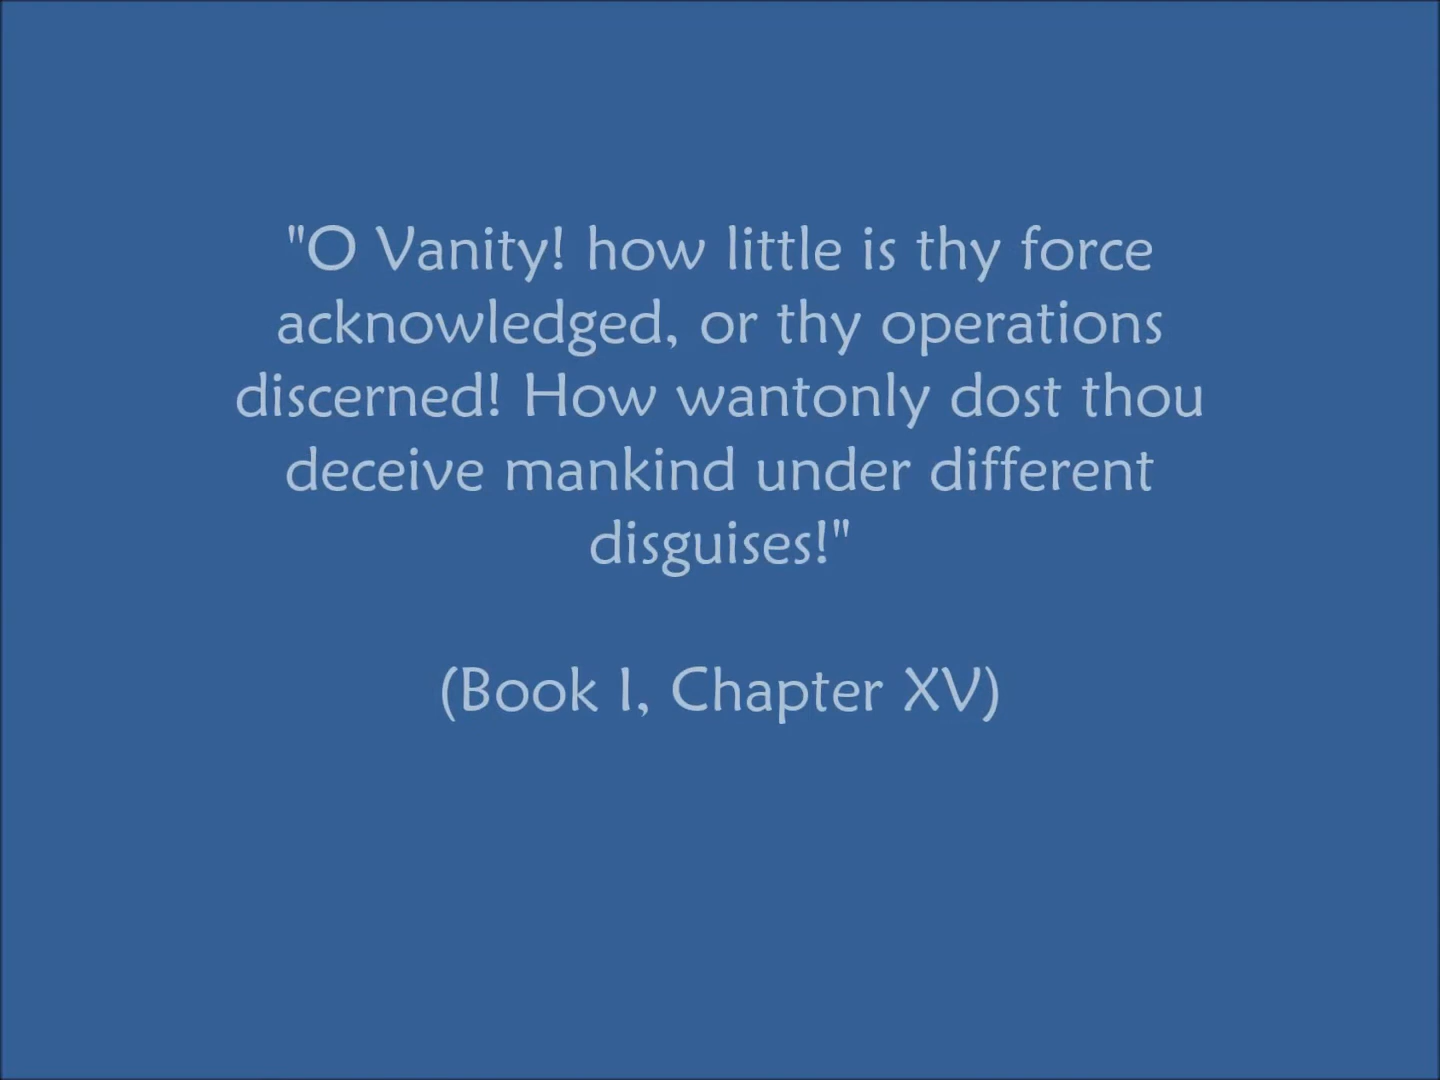 "O Vanity! how little is thy force
acknowledged, or thy operations
discerned! How wantonly dost thou
deceive mankind under different
disguises!"
(Book I, Chapter XV)